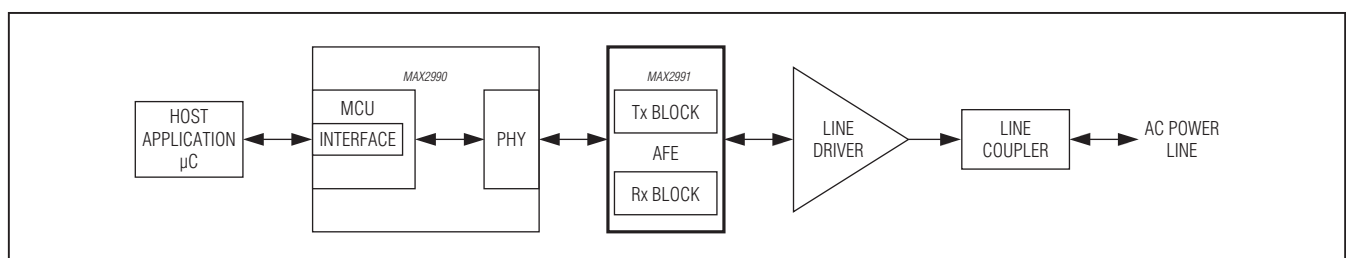 HOST
APPLICATION
µC
MAX2990
MCU
INTERFACE
PHY
MAX2991
Tx BLOCK
AFE
Rx BLOCK
LINE
DRIVER
LINE
COUPLER
AC POWER
LINE